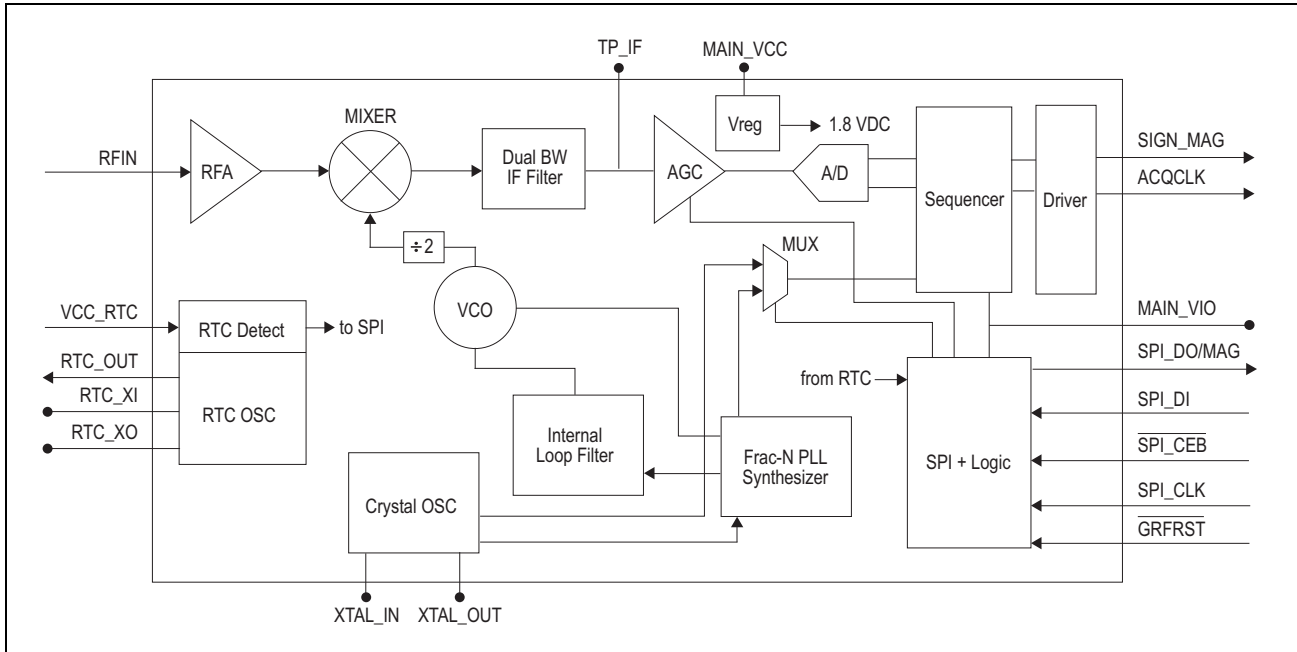 TP_IF
MAIN_VCC
MIXER
Vreg
1.8 VDC
RFIN
RFA
Dual BW
IF Filter
AGC
A/D
Sequencer
Driver
SIGN_MAG
ACQCLK
÷2
MUX
VCC_RTC
RTC Detect
to SPI
VCO
MAIN_VIO
RTC_OUT
SPI_DO/MAG
from RTC
RTC_XI
RTC OSC
SPI_DI
RTC_XO
Internal
Loop Filter
Frac-N PLL
Synthesizer
SPI + Logic
SPI_CEB
Crystal OSC
SPI_CLK
GRFRST
XTAL_IN
XTAL_OUT